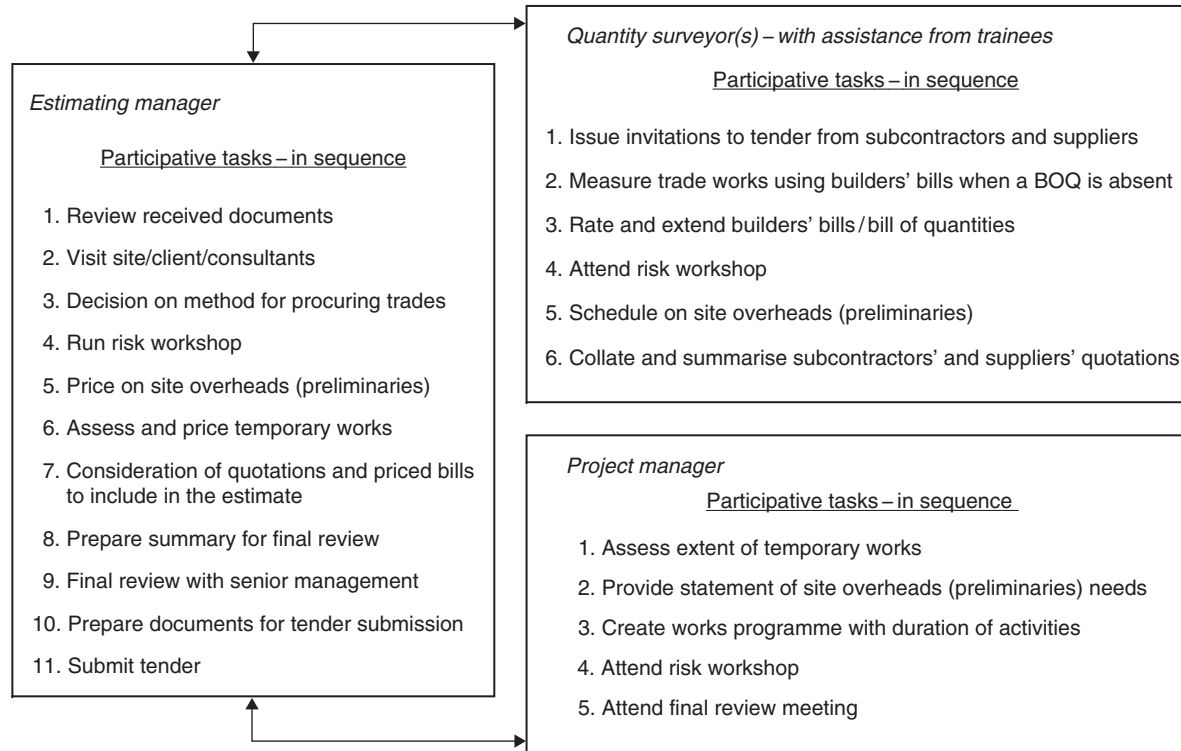 Estimating manager
Participative tasks – in sequence
1. Review received documents
2. Visit site/client/consultants
3. Decision on method for procuring trades
4. Run risk workshop
5. Price on site overheads (preliminaries)
6. Assess and price temporary works
7. Consideration of quotations and priced bills
to include in the estimate
8. Prepare summary for final review
9. Final review with senior management
10. Prepare documents for tender submission
11. Submit tender
Quantity surveyor(s) – with assistance from trainees
Participative tasks – in sequence
1. Issue invitations to tender from subcontractors and suppliers
2. Measure trade works using builders' bills when a BOQ is absent
3. Rate and extend builders' bills / bill of quantities
4. Attend risk workshop
5. Schedule on site overheads (preliminaries)
6. Collate and summarise subcontractors' and suppliers' quotations
Project manager
Participative tasks – in sequence
1. Assess extent of temporary works
2. Provide statement of site overheads (preliminaries) needs
3. Create works programme with duration of activities
4. Attend risk workshop
5. Attend final review meeting